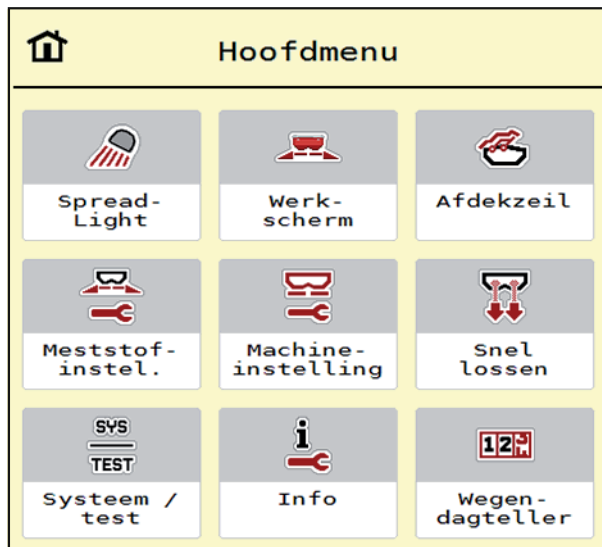 Hoofdmenu
Spread-
Light
Werk-
scherm
Afdekzeil
Meststof-
instel.
Machine-
instelling
Snel
lossen
SYS
TEST
Systeem /
test
i
Info
123
Wegen-
dagteller